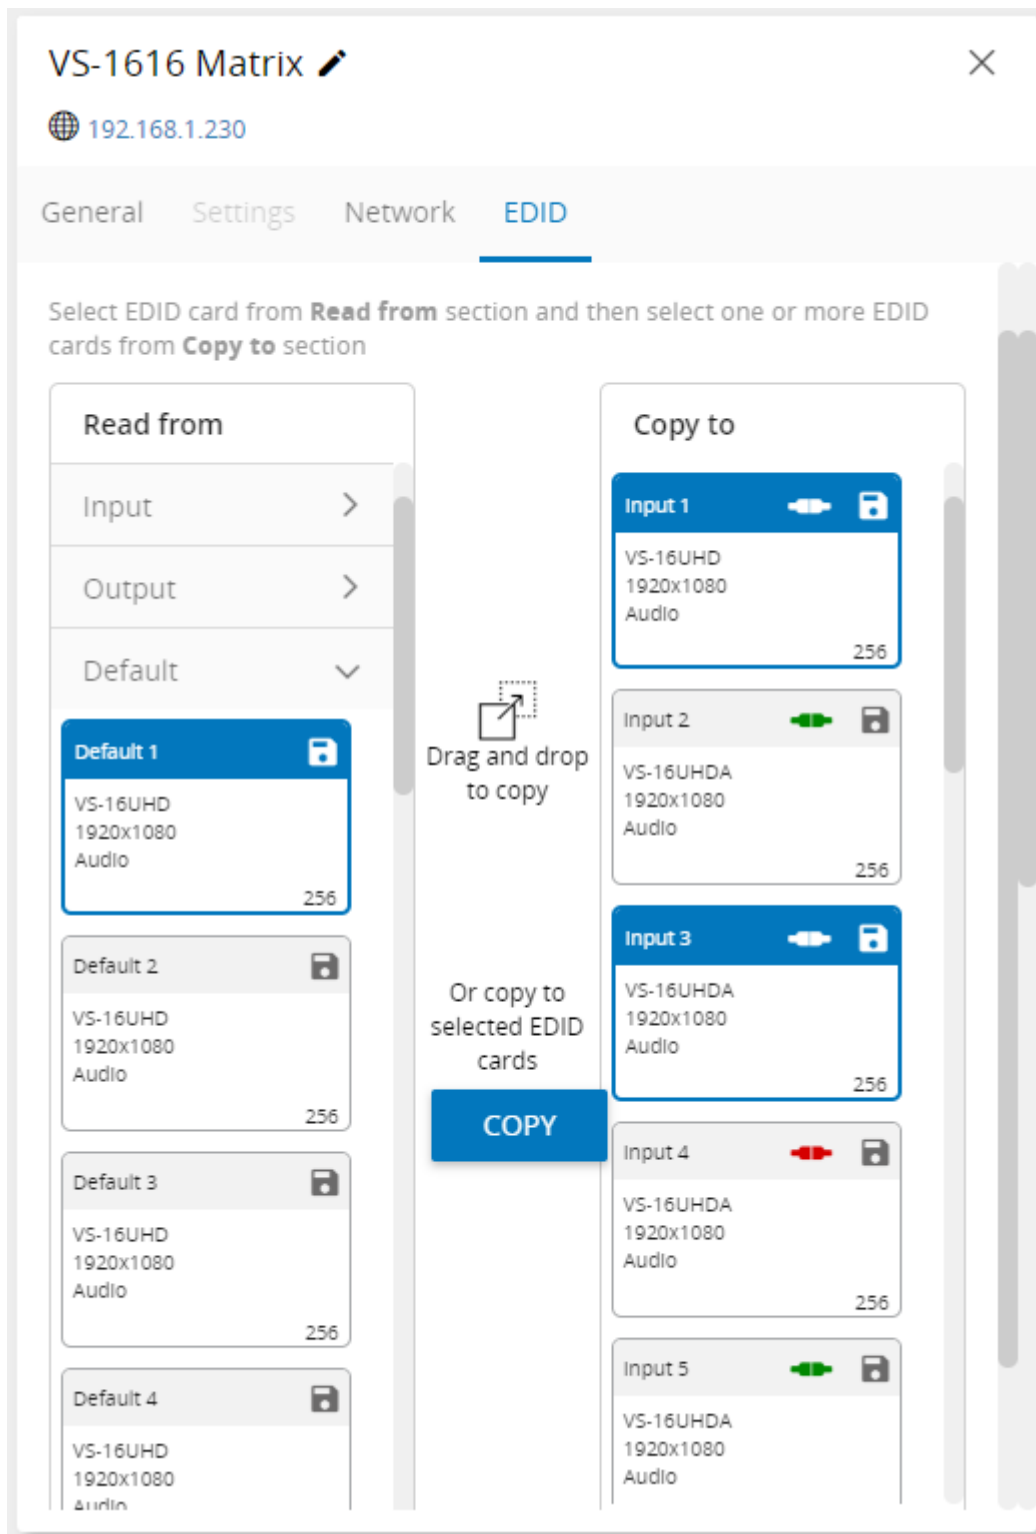 VS-1616 Matrix
192.168.1.230
General Settings Network EDID
Select EDID card from Read from section and then select one or more EDID
cards from Copy to section
Read from
Input
Output
Default
Default 1
VS-16UHD
1920x1080
Audio
256
Default 2
VS-16UHD
1920x1080
Audio
256
Default 3
VS-16UHD
1920x1080
Audio
256
Default 4
VS-16UHD
1920x1080
Audio
Drag and drop
to copy
Or copy to
selected EDID
cards
COPY
Copy to
Input 1
VS-16UHD
1920x1080
Audio
256
Input 2
VS-16UHDA
1920x1080
Audio
256
Input 3
VS-16UHDA
1920x1080
Audio
256
Input 4
VS-16UHDA
1920x1080
Audio
256
Input 5
VS-16UHDA
1920x1080
Audio